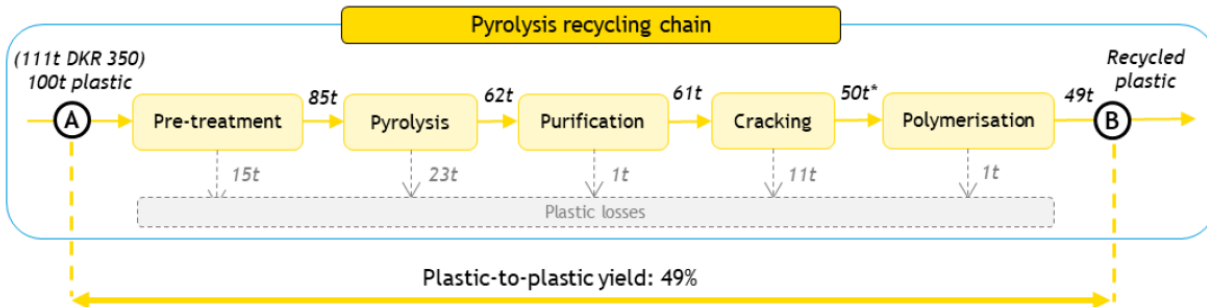 Pyrolysis recycling chain
(111t DKR 350)
100t plastic
Recycled
plastic
A
Pre-treatment
85t
Pyrolysis
62t
Purification
61t
Cracking
50t*
Polymerisation
49t
B
15t
23t
1t
11t
1t
Plastic losses
Plastic-to-plastic yield: 49%